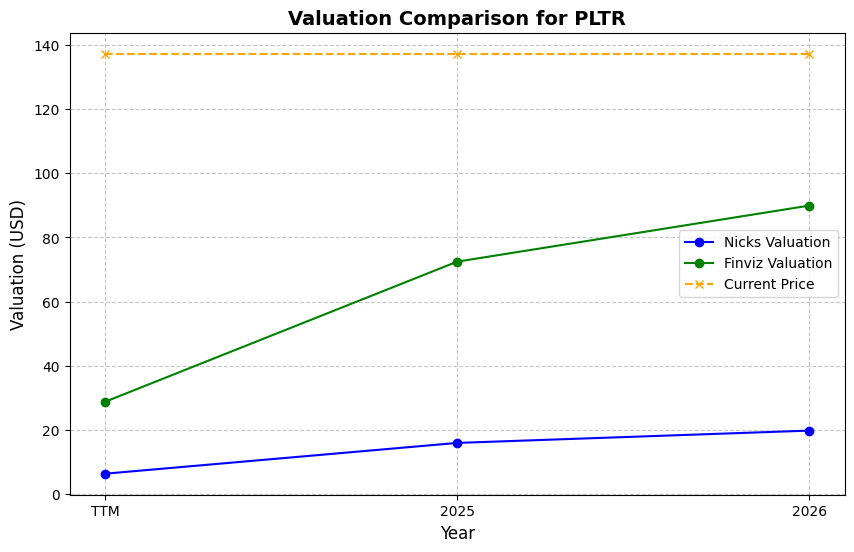 Valuation Comparison for PLTR
Valuation (USD)
140
120
100
80
60
40
20
0
Nicks Valuation
Finviz Valuation
Current Price
TTM
2025
2026
Year